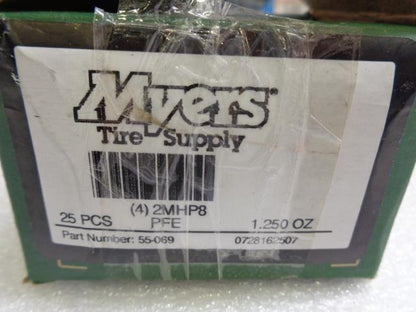 Myers
Tire Supply
(4) 2MHP8
25 PCS PFE 1.250 OZ
Part Number: 55-069 0728162507